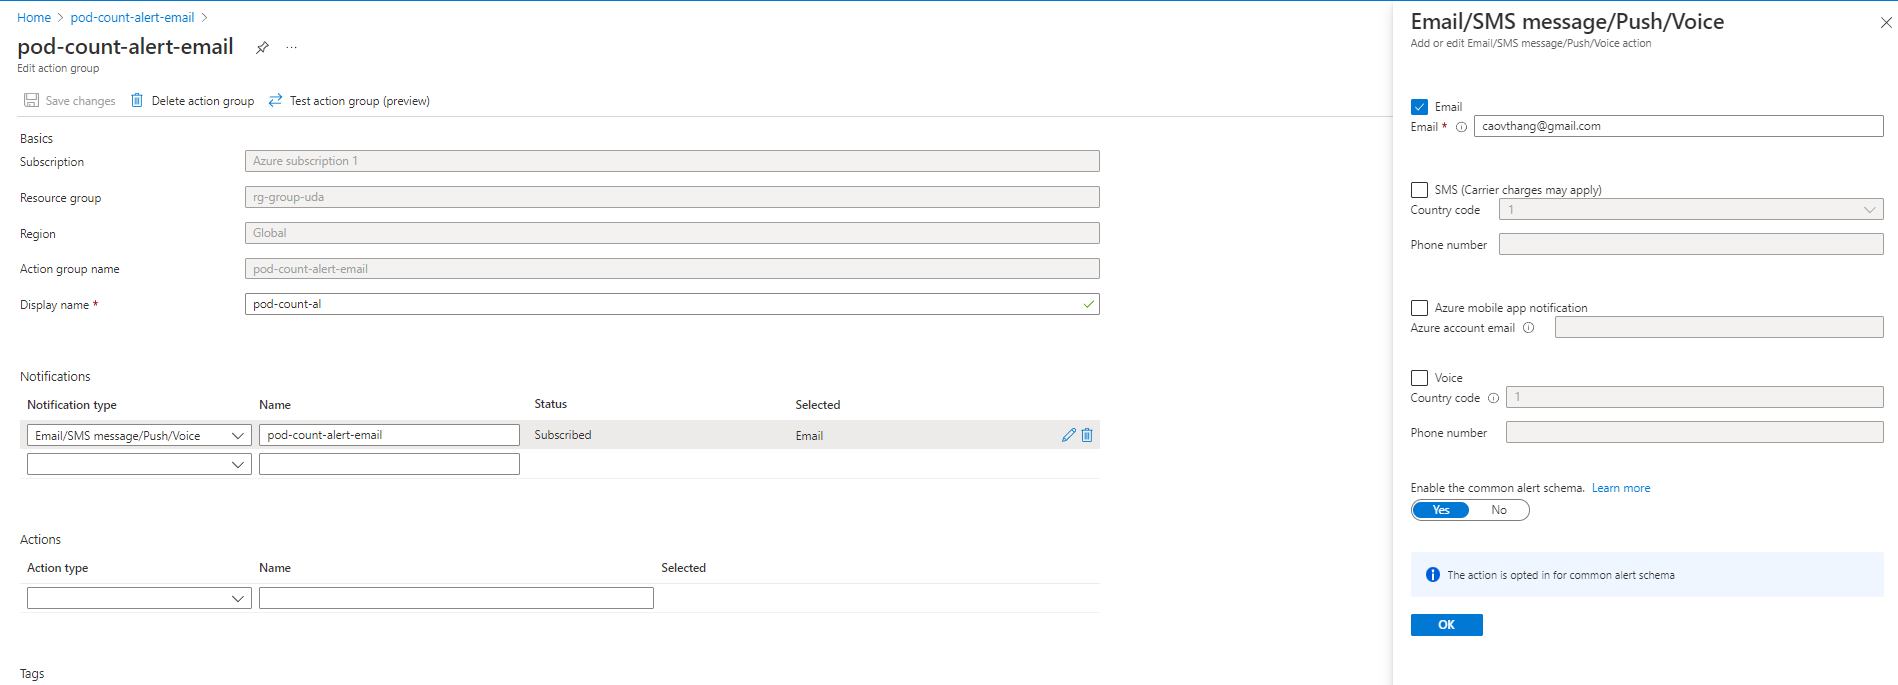 Home > pod-count-alert-email >
pod-count-alert-email ...
Edit action group
Save changes Delete action group Test action group (preview)
Basics
Subscription Azure subscription 1
Resource group rg-group-uda
Region Global
Action group name pod-count-alert-email
Display name * pod-count-al
Notifications
Notification type Name Status Selected
Email/SMS message/Push/Voice pod-count-alert-email Subscribed Email
Actions
Action type Name Selected
Tags
Email/SMS message/Push/Voice
Add or edit Email/SMS message/Push/Voice action
Email
Email * caovthang@gmail.com
SMS (Carrier charges may apply)
Country code 1
Phone number
Azure mobile app notification
Azure account email
Voice
Country code 1
Phone number
Enable the common alert schema. Learn more
Yes No
The action is opted in for common alert schema
OK